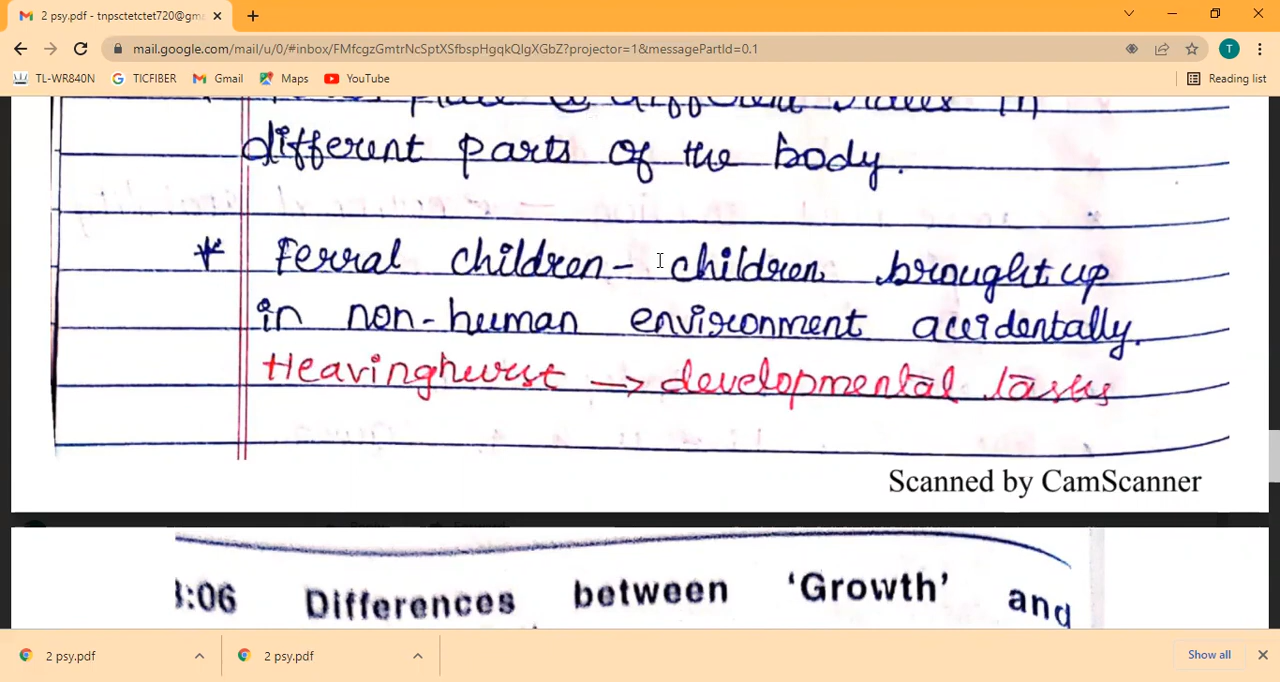 2 psy.pdf - tnpsctetctet720@gm
mail.google.com/mail/u/0/#inbox/FMfcgzGmtrNcSptXSfbspHgqkQlgXGbZ?projector=1&messagePartId=0.1
T
TL-WR840N TICFIBER Gmail Maps YouTube Reading list
different
different parts of the body.
* Ferral children - children brought up
in non-human environment accidentally.
Heavinghurst → developmental tasks
Scanned by CamScanner
:06 Differences between 'Growth' and
2 psy.pdf 2 psy.pdf Show all